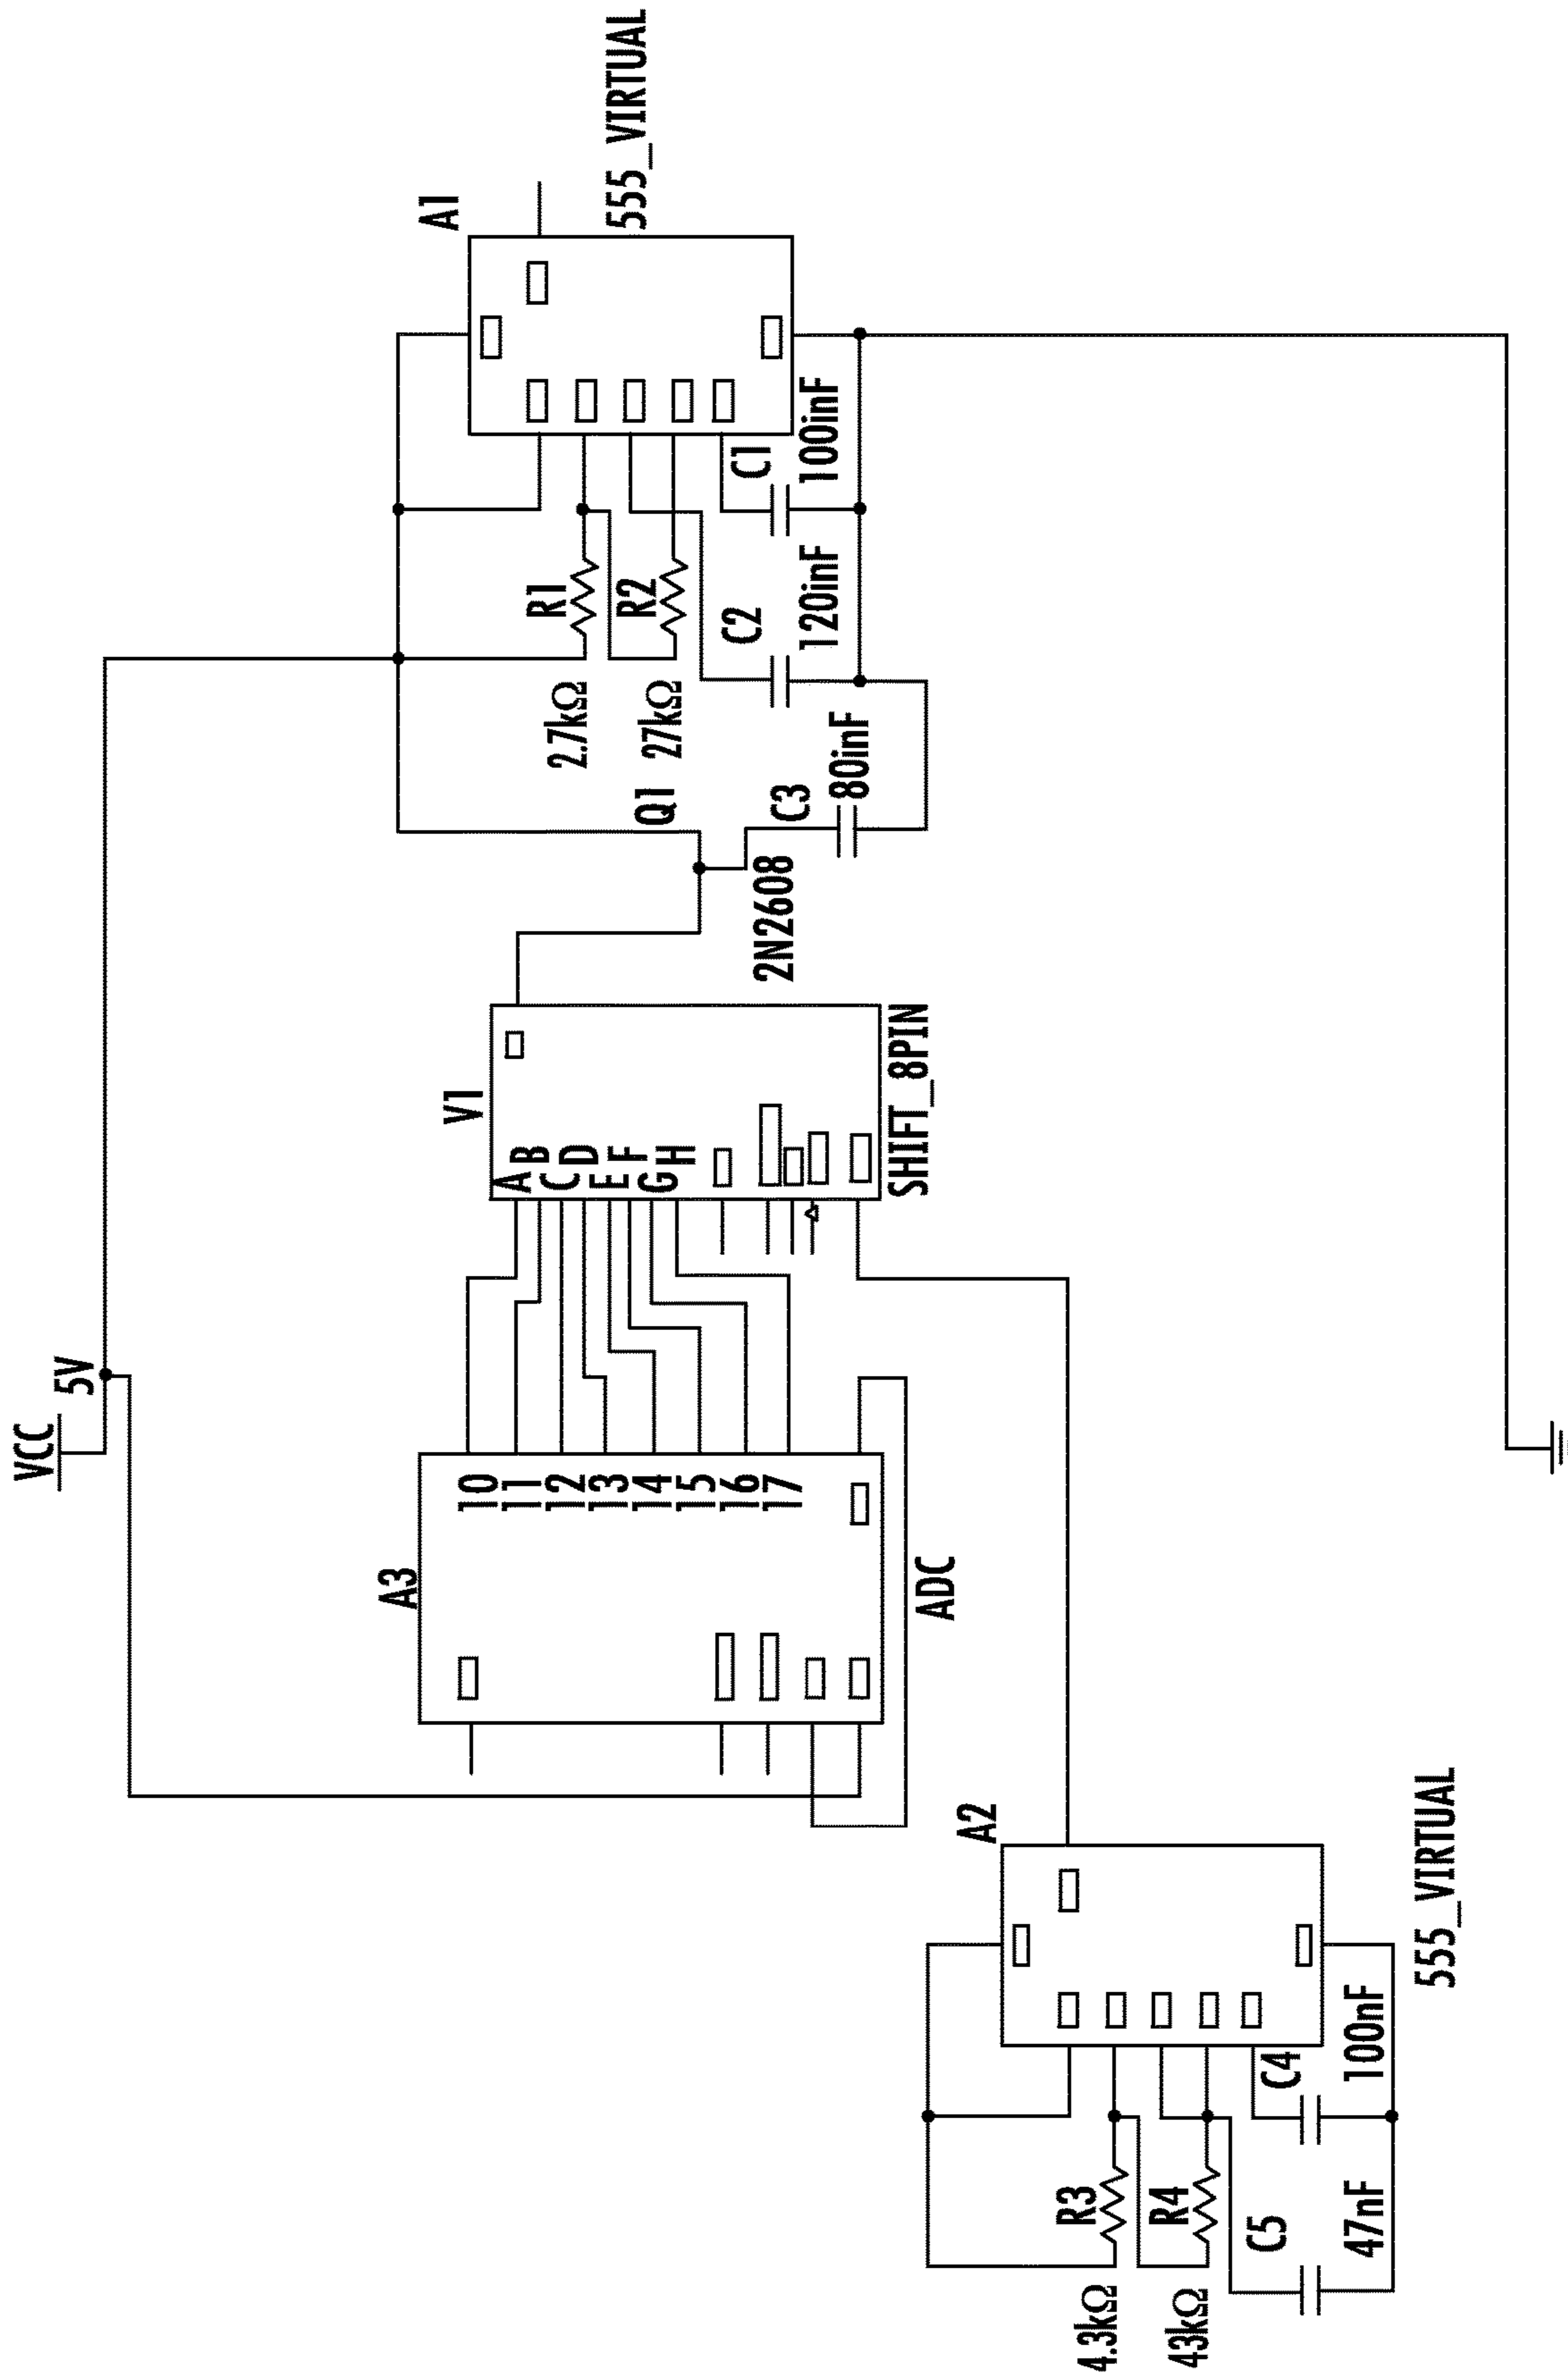 VCC
5V
A3
10
11
12
13
14
15
16
17
ADC
V1
A
B
C
D
E
F
G
H
SHIFT_8PIN
Q1
2N2608
C3
80inF
R1
2.7kΩ
R2
27kΩ
C2
120inF
C1
100inF
A1
555_VIRTUAL
A2
555_VIRTUAL
R3
4.3kΩ
R4
43kΩ
C5
47nF
C4
100nF